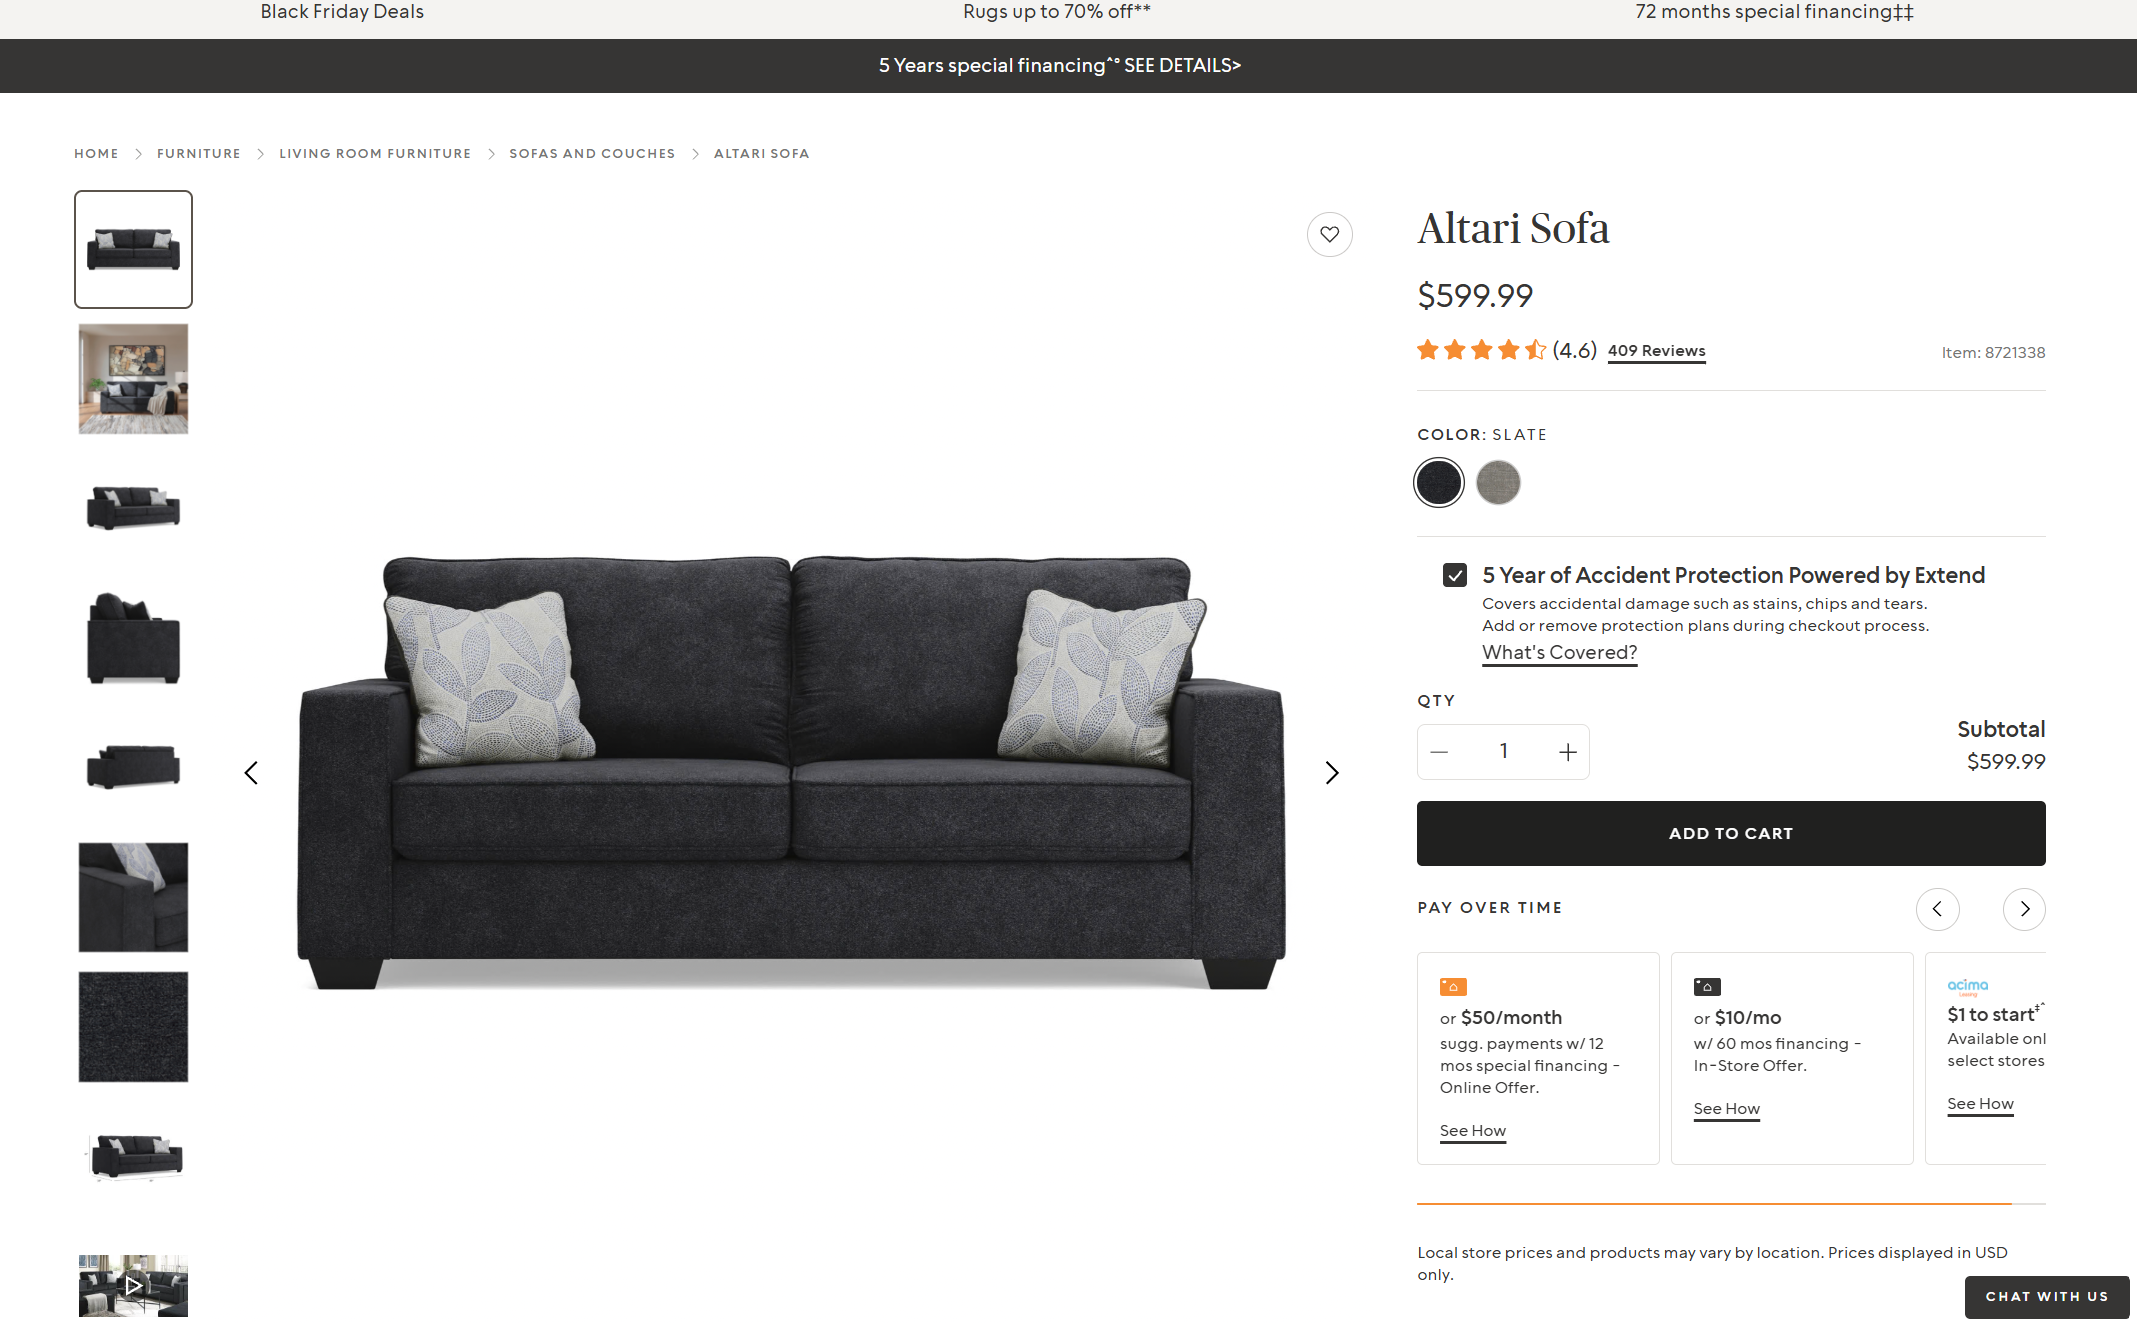 Black Friday Deals
Rugs up to 70% off**
72 months special financing‡‡
5 Years special financing^° SEE DETAILS>
HOME > FURNITURE > LIVING ROOM FURNITURE > SOFAS AND COUCHES > ALTARI SOFA
Altari Sofa
$599.99
(4.6) 409 Reviews
Item: 8721338
COLOR: SLATE
5 Year of Accident Protection Powered by Extend
Covers accidental damage such as stains, chips and tears.
Add or remove protection plans during checkout process.
What's Covered?
QTY
1
Subtotal
$599.99
ADD TO CART
PAY OVER TIME
or $50/month
sugg. payments w/ 12
mos special financing -
Online Offer.
See How
or $10/mo
w/ 60 mos financing -
In-Store Offer.
See How
acima
Leasing
$1 to start‡^
Available onl
select stores
See How
Local store prices and products may vary by location. Prices displayed in USD
only.
CHAT WITH US